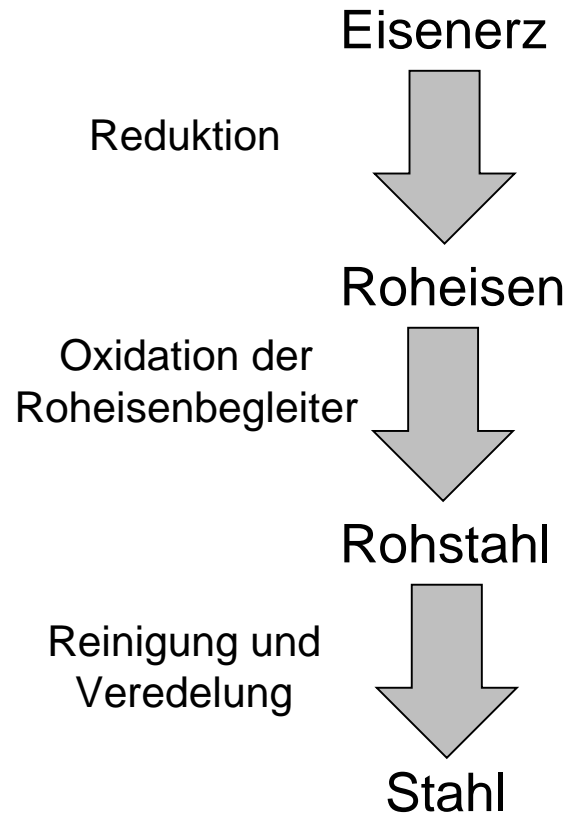 Eisenerz
Reduktion
Roheisen
Oxidation der
Roheisenbegleiter
Rohstahl
Reinigung und
Veredelung
Stahl